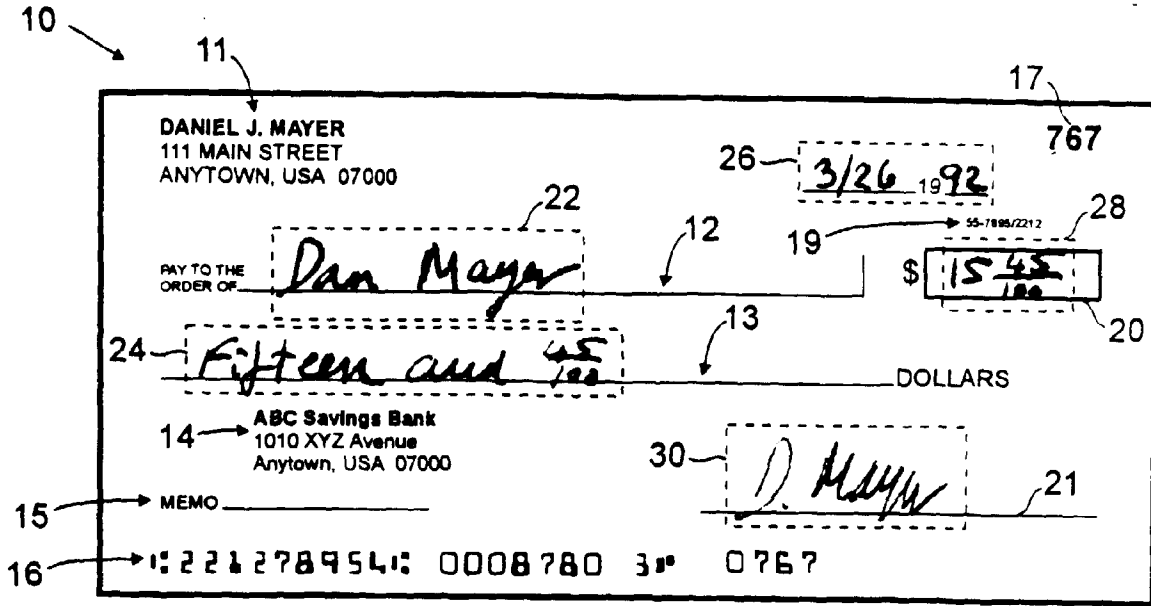 10
11
17
DANIEL J. MAYER
767
111 MAIN STREET
26
3/26 19 92
ANYTOWN, USA 07000
22
12
19
55-7895/2212
28
PAY TO THE
ORDER OF Dan Mayer
$ 15 45/100
20
13
24
Fifteen and 45/100 DOLLARS
ABC Savings Bank
14
1010 XYZ Avenue
Anytown, USA 07000
30
D. Mayer
21
15
MEMO
16
⑆221278954⑆ 0008780 3⑈ 0767